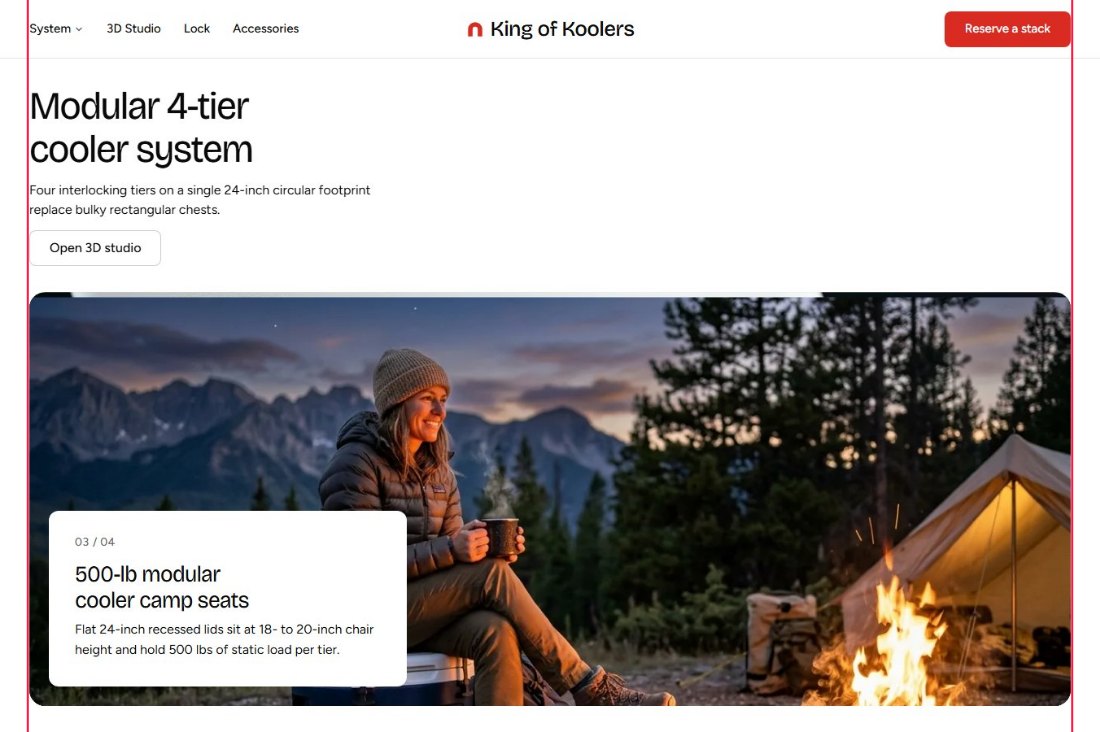 System
3D Studio
Lock
Accessories
King of Koolers
Reserve a stack
Modular 4-tier
cooler system
Four interlocking tiers on a single 24-inch circular footprint
replace bulky rectangular chests.
Open 3D studio
03 / 04
500-lb modular
cooler camp seats
Flat 24-inch recessed lids sit at 18- to 20-inch chair
height and hold 500 lbs of static load per tier.